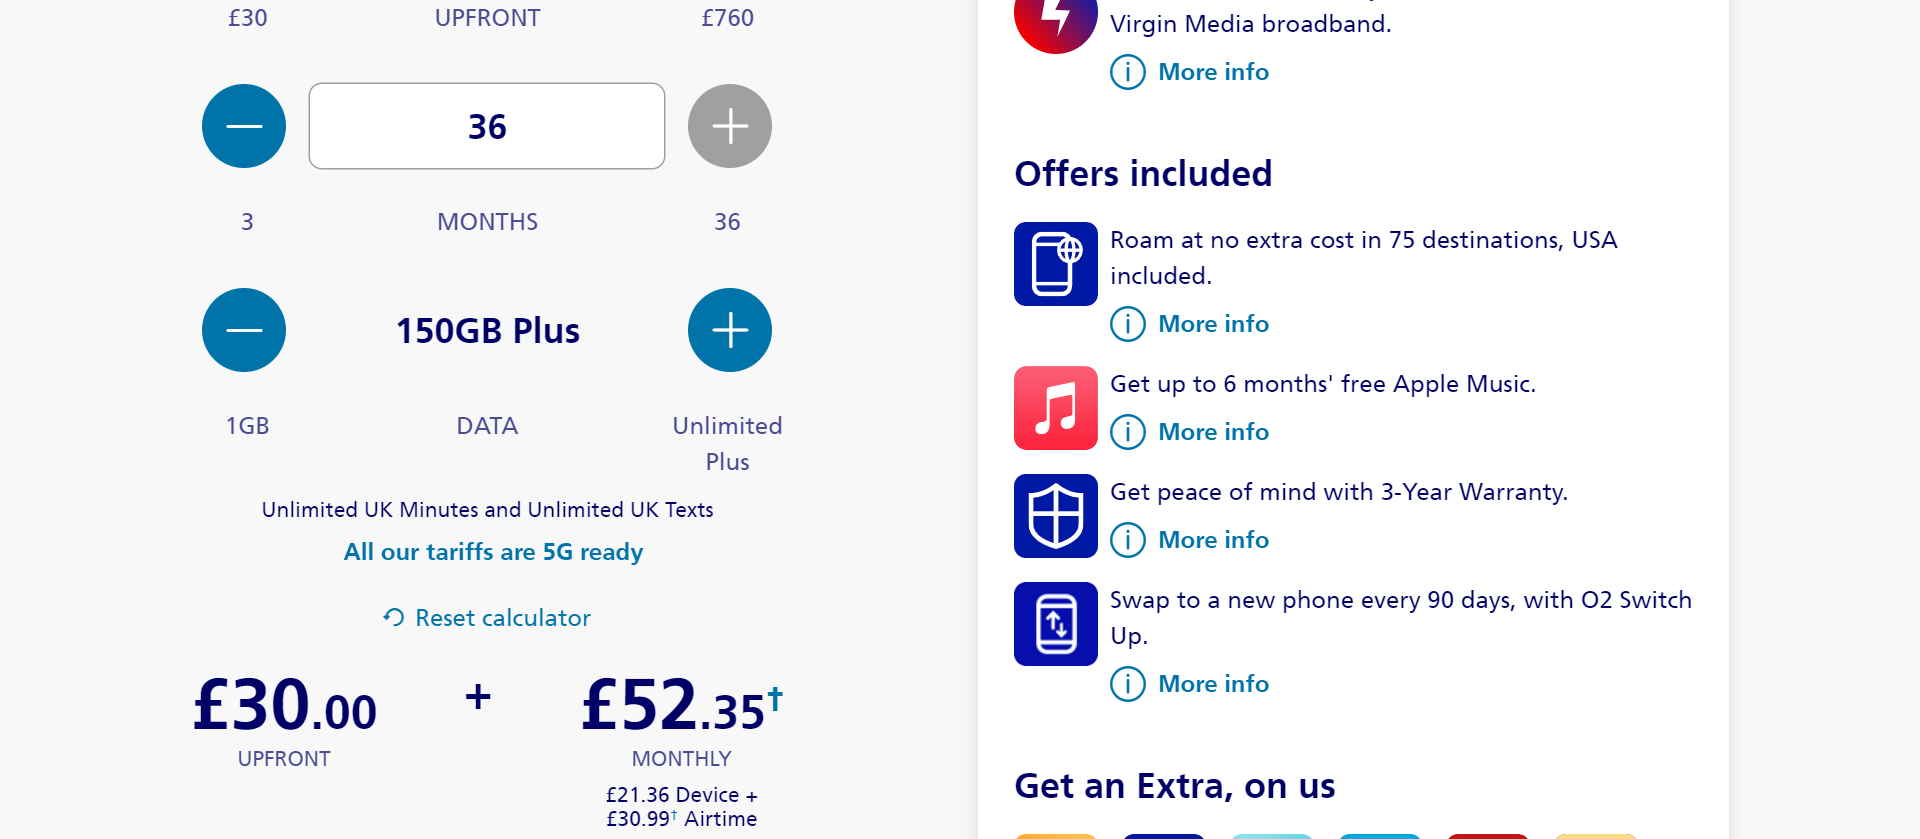 £30 UPFRONT £760
36
3 MONTHS 36
150GB Plus
1GB DATA Unlimited
Plus
Unlimited UK Minutes and Unlimited UK Texts
All our tariffs are 5G ready
Reset calculator
£30.00 + £52.35†
UPFRONT MONTHLY
£21.36 Device +
£30.99† Airtime
Virgin Media broadband.
More info
Offers included
Roam at no extra cost in 75 destinations, USA
included.
More info
Get up to 6 months' free Apple Music.
More info
Get peace of mind with 3-Year Warranty.
More info
Swap to a new phone every 90 days, with O2 Switch
Up.
More info
Get an Extra, on us